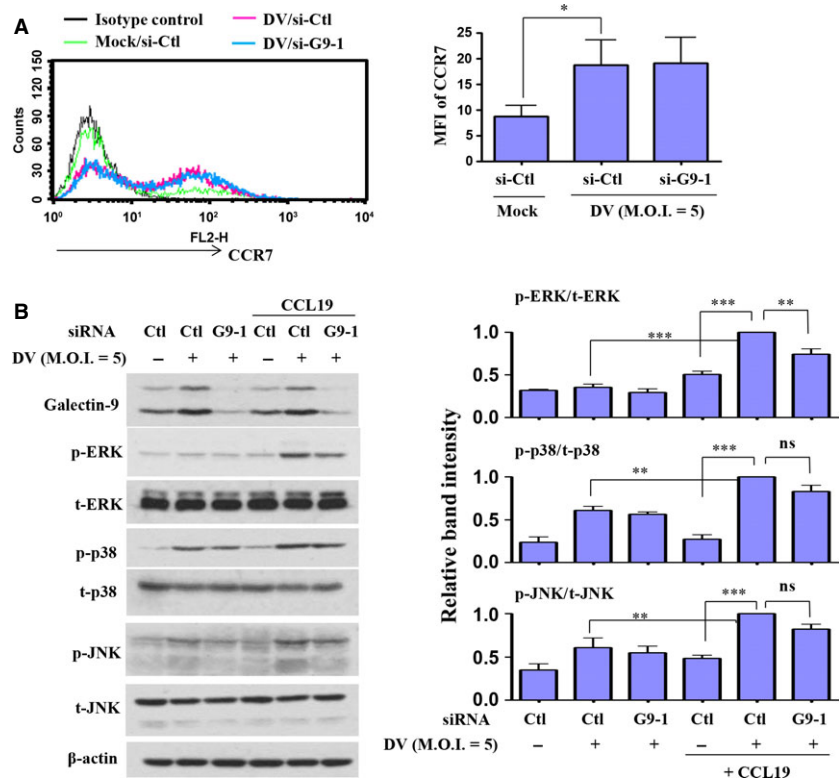 A
Isotype control
DV/si-Ctl
Mock/si-Ctl
DV/si-G9-1
Counts
150
120
90
60
30
0
10⁰ 10¹ 10² 10³ 10⁴
FL2-H
CCR7
MFI of CCR7
25
20
15
10
5
0
*
si-Ctl si-Ctl si-G9-1
Mock DV (M.O.I. = 5)
B
CCL19
siRNA Ctl Ctl G9-1 Ctl Ctl G9-1
DV (M.O.I. = 5) – + + – + +
Galectin-9
p-ERK
t-ERK
p-p38
t-p38
p-JNK
t-JNK
β-actin
Relative band intensity
p-ERK/t-ERK
1.0
0.5
0.0
*** *** **
p-p38/t-p38
1.0
0.5
0.0
** *** ns
p-JNK/t-JNK
1.0
0.5
0.0
** *** ns
siRNA Ctl Ctl G9-1 Ctl Ctl G9-1
DV (M.O.I. = 5) – + + – + +
+ CCL19